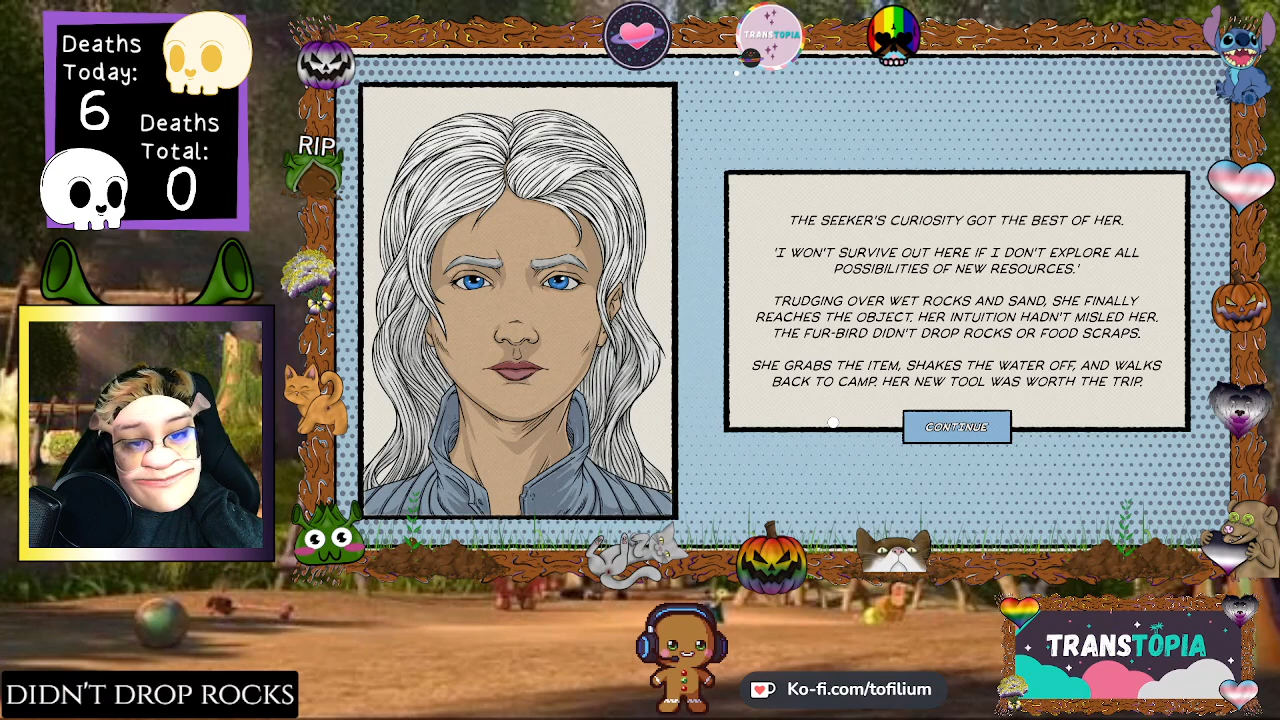 Deaths
Today:
6
Deaths
Total:
0
RIP
TRANSTOPIA
THE SEEKER'S CURIOSITY GOT THE BEST OF HER.
'I WON'T SURVIVE OUT HERE IF I DON'T EXPLORE ALL
POSSIBILITIES OF NEW RESOURCES.'
TRUDGING OVER WET ROCKS AND SAND, SHE FINALLY
REACHES THE OBJECT. HER INTUITION HADN'T MISLED HER.
THE FUR-BIRD DIDN'T DROP ROCKS OR FOOD SCRAPS.
SHE GRABS THE ITEM, SHAKES THE WATER OFF, AND WALKS
BACK TO CAMP. HER NEW TOOL WAS WORTH THE TRIP.
CONTINUE
DIDN'T DROP ROCKS
Ko-fi.com/tofilium
TRANSTOPIA